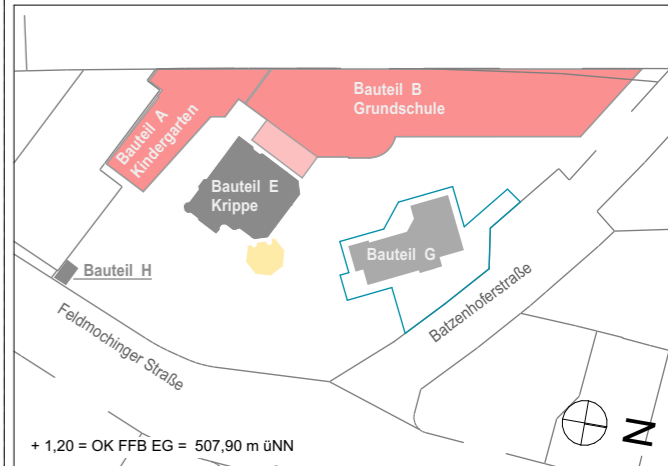 Bauteil B
Grundschule
Bauteil A
Kindergarten
Bauteil E
Krippe
Bauteil G
Bauteil H
Feldmochinger Straße
Batzenhoferstraße
+ 1,20 = OK FFB EG = 507,90 m üNN
N